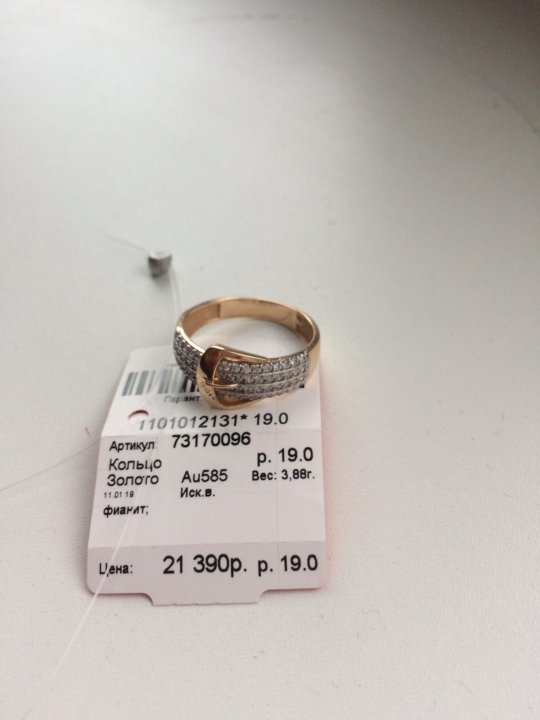 Гарант
1101012131* 19.0
Артикул: 73170096
Кольцо р. 19.0
Золото Au585 Вес: 3,88г.
11.01.19 Иск.в.
фианит;
Цена: 21 390р. р. 19.0